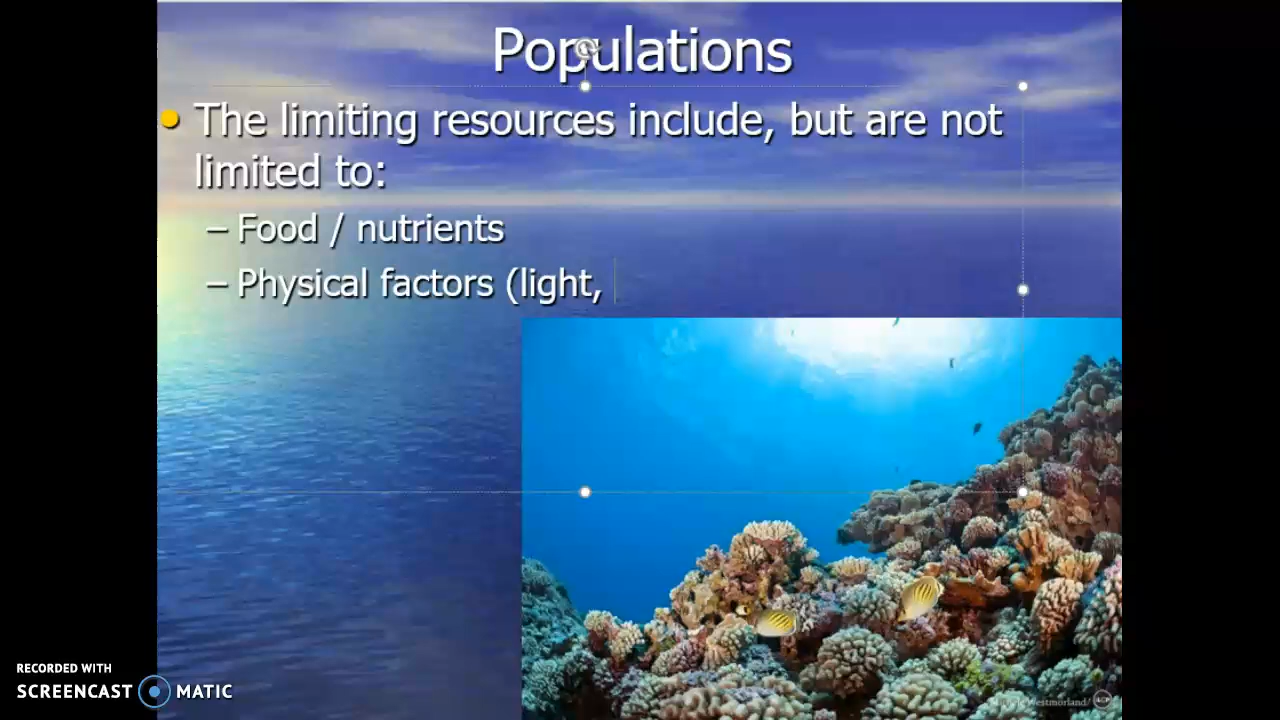 Populations
The limiting resources include, but are not
limited to:
– Food / nutrients
– Physical factors (light,
RECORDED WITH
SCREENCAST MATIC
Westmorland/